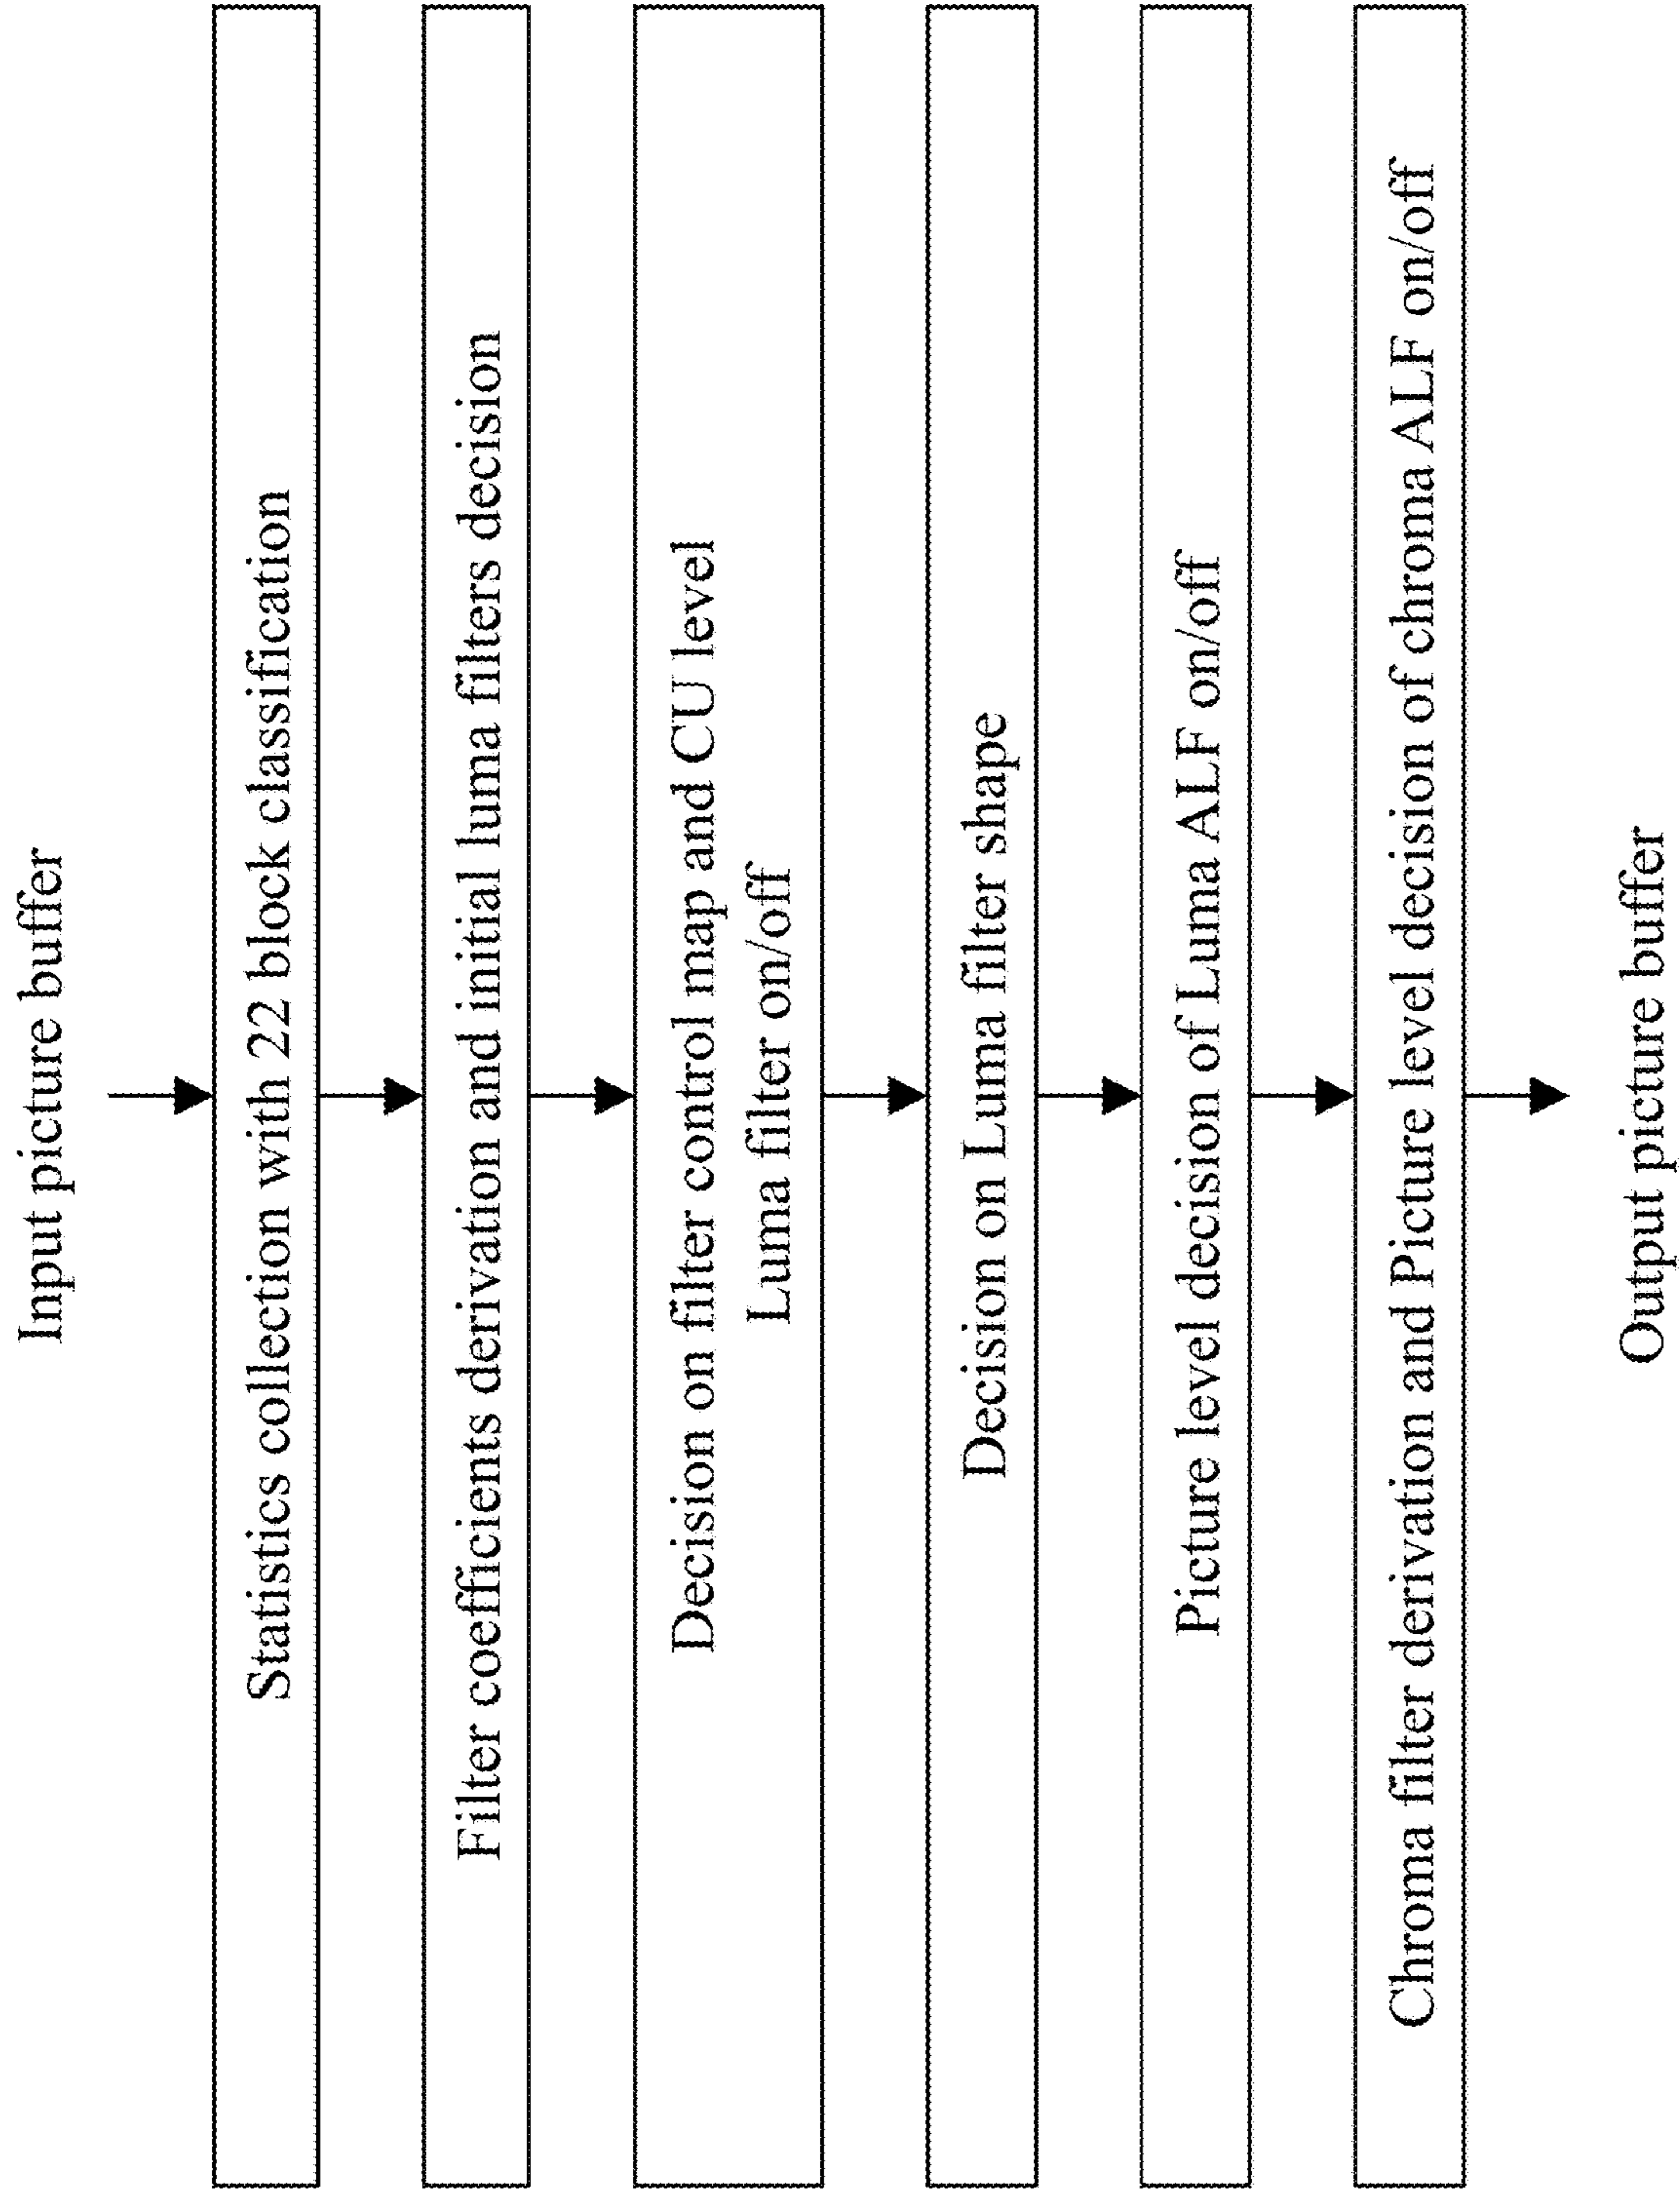 Input picture buffer
Statistics collection with 22 block classification
Filter coefficients derivation and initial luma filters decision
Decision on filter control map and CU level
Luma filter on/off
Decision on Luma filter shape
Picture level decision of Luma ALF on/off
Chroma filter derivation and Picture level decision of chroma ALF on/off
Output picture buffer